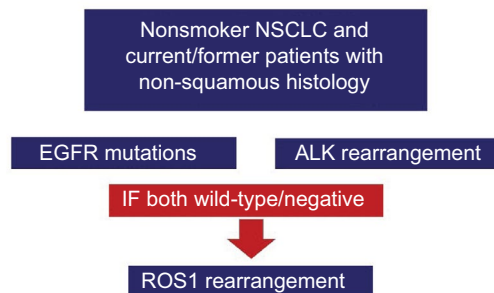 Nonsmoker NSCLC and
current/former patients with
non-squamous histology
EGFR mutations
ALK rearrangement
IF both wild-type/negative
ROS1 rearrangement